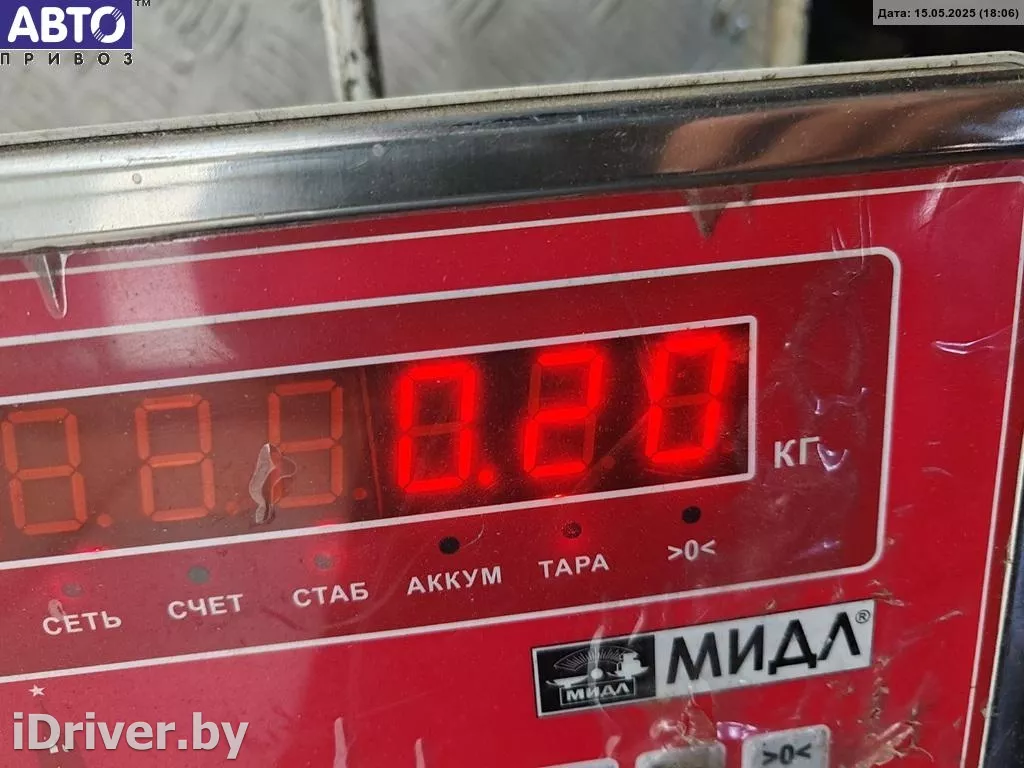 АВТО™
ПРИВОЗ
Дата: 15.05.2025 (18:06)
0.20
КГ
СЕТЬ СЧЕТ СТАБ АККУМ ТАРА >0<
МИДЛ МИДЛ®
iDriver.by
>0<